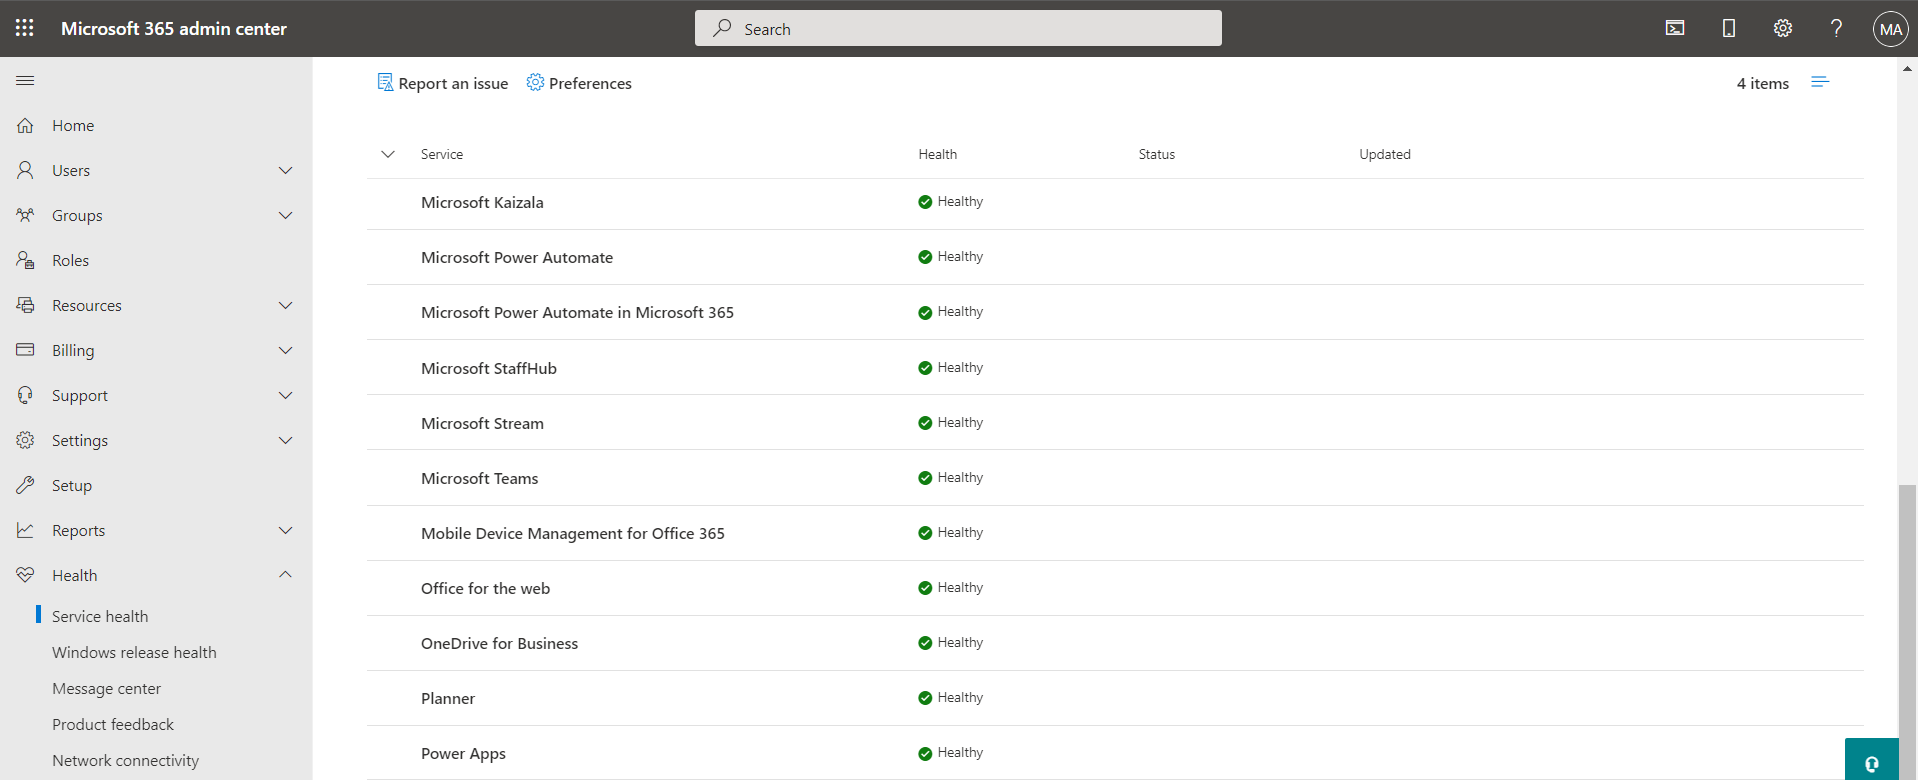 Microsoft 365 admin center
Search
MA
Home
Users
Groups
Roles
Resources
Billing
Support
Settings
Setup
Reports
Health
Service health
Windows release health
Message center
Product feedback
Network connectivity
Report an issue Preferences 4 items
Service Health Status Updated
Microsoft Kaizala Healthy
Microsoft Power Automate Healthy
Microsoft Power Automate in Microsoft 365 Healthy
Microsoft StaffHub Healthy
Microsoft Stream Healthy
Microsoft Teams Healthy
Mobile Device Management for Office 365 Healthy
Office for the web Healthy
OneDrive for Business Healthy
Planner Healthy
Power Apps Healthy